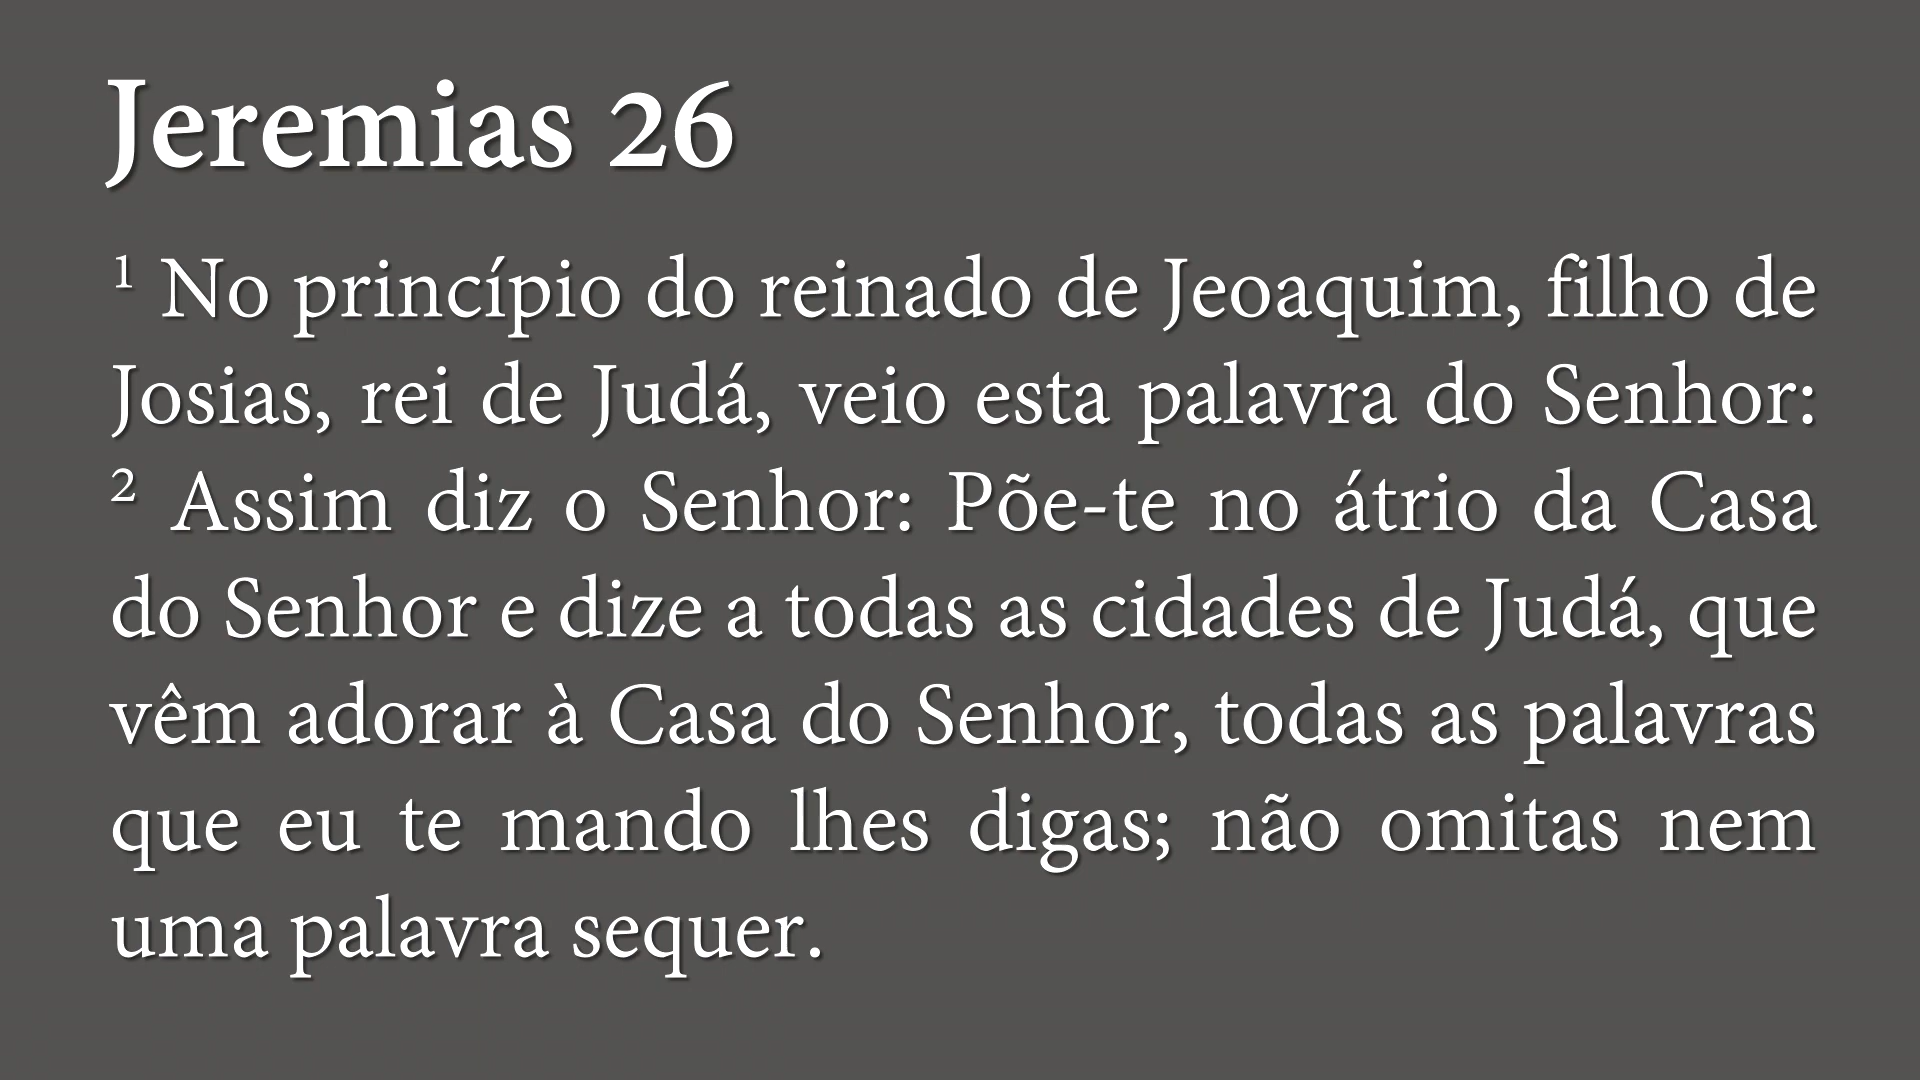 Jeremias 26
¹ No princípio do reinado de Jeoaquim, filho de
Josias, rei de Judá, veio esta palavra do Senhor:
² Assim diz o Senhor: Põe-te no átrio da Casa
do Senhor e dize a todas as cidades de Judá, que
vêm adorar à Casa do Senhor, todas as palavras
que eu te mando lhes digas; não omitas nem
uma palavra sequer.